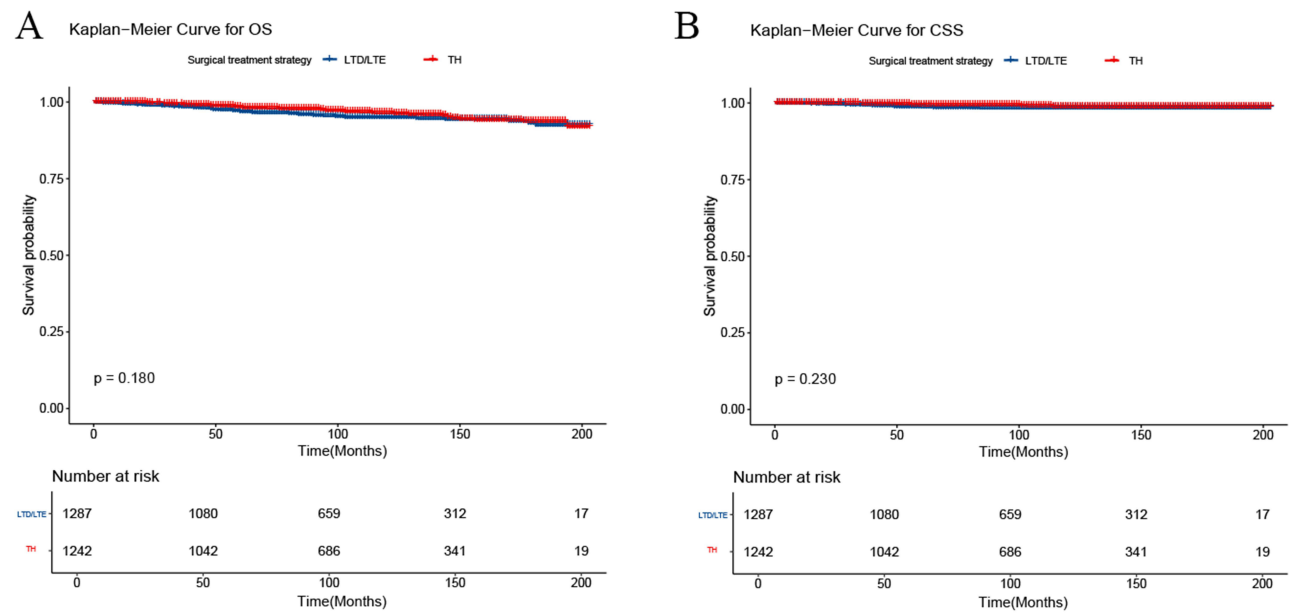 A
Kaplan−Meier Curve for OS
Surgical treatment strategy LTD/LTE TH
1.00
0.75
0.50
0.25
0.00
Survival probability
p = 0.180
0 50 100 150 200
Time(Months)
Number at risk
LTD/LTE 1287 1080 659 312 17
TH 1242 1042 686 341 19
0 50 100 150 200
Time(Months)
B
Kaplan−Meier Curve for CSS
Surgical treatment strategy LTD/LTE TH
1.00
0.75
0.50
0.25
0.00
Survival probability
p = 0.230
0 50 100 150 200
Time(Months)
Number at risk
LTD/LTE 1287 1080 659 312 17
TH 1242 1042 686 341 19
0 50 100 150 200
Time(Months)